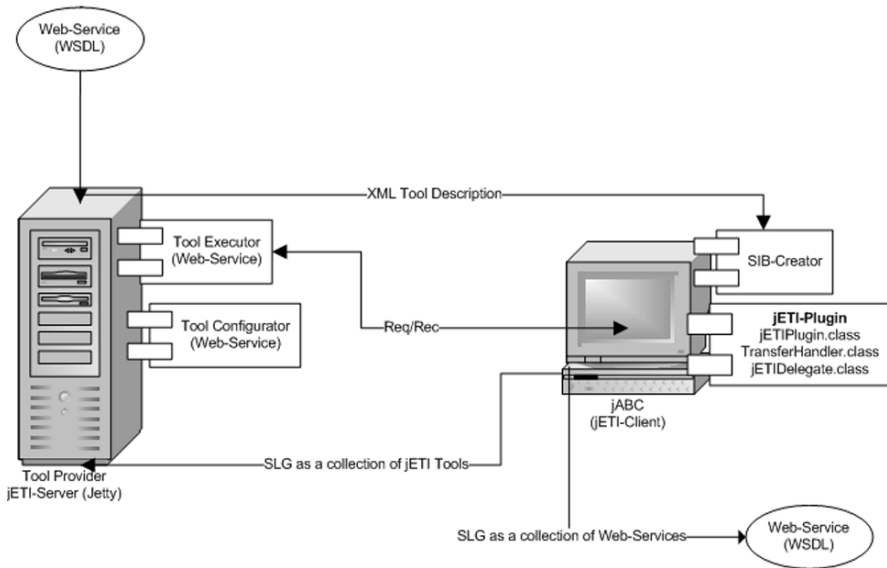 Web-Service
(WSDL)
XML Tool Description
Tool Executor
(Web-Service)
SIB-Creator
Tool Configurator
(Web-Service)
Req/Rec
jETI-Plugin
jETIPlugin.class
TransferHandler.class
jETIDelegate.class
jABC
(jETI-Client)
SLG as a collection of jETI Tools
Tool Provider
jETI-Server (Jetty)
SLG as a collection of Web-Services
Web-Service
(WSDL)